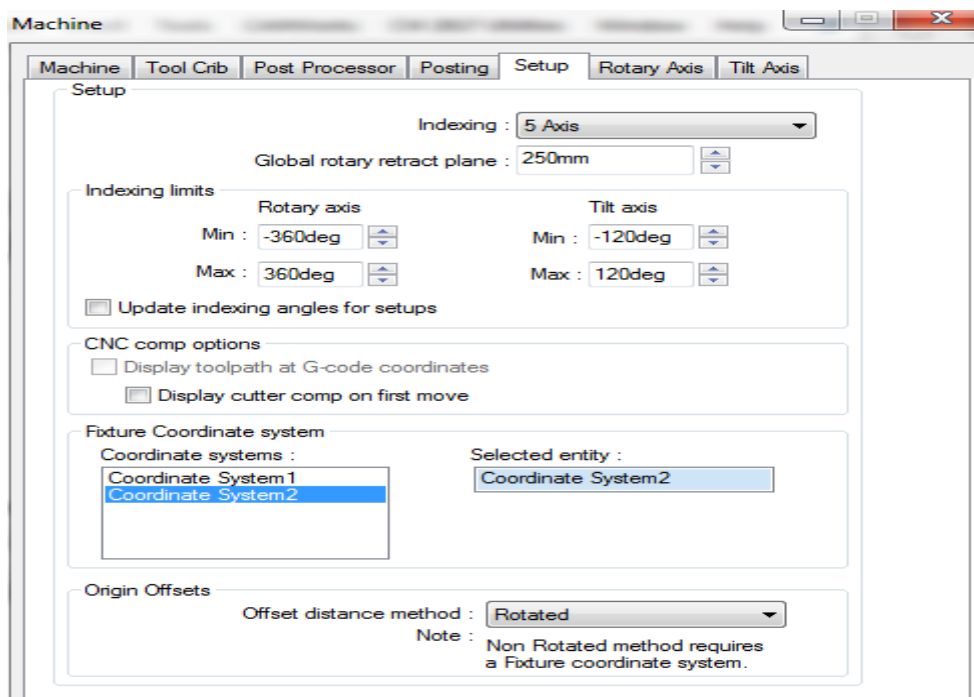 Machine
Machine Tool Crib Post Processor Posting Setup Rotary Axis Tilt Axis
Setup
Indexing : 5 Axis
Global rotary retract plane : 250mm
Indexing limits
Rotary axis Tilt axis
Min : -360deg Min : -120deg
Max : 360deg Max : 120deg
Update indexing angles for setups
CNC comp options
Display toolpath at G-code coordinates
Display cutter comp on first move
Fixture Coordinate system
Coordinate systems : Selected entity :
Coordinate System1 Coordinate System2
Coordinate System2
Origin Offsets
Offset distance method : Rotated
Note : Non Rotated method requires
a Fixture coordinate system.